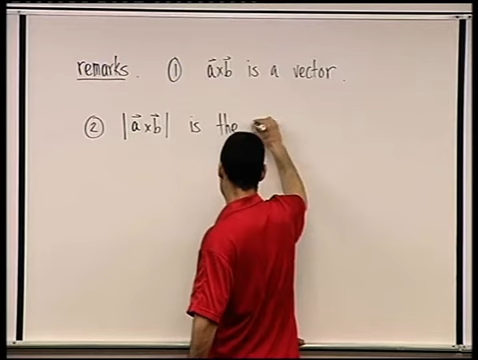 remarks. ① a⃗×b⃗ is a vector.
② |a⃗×b⃗| is the